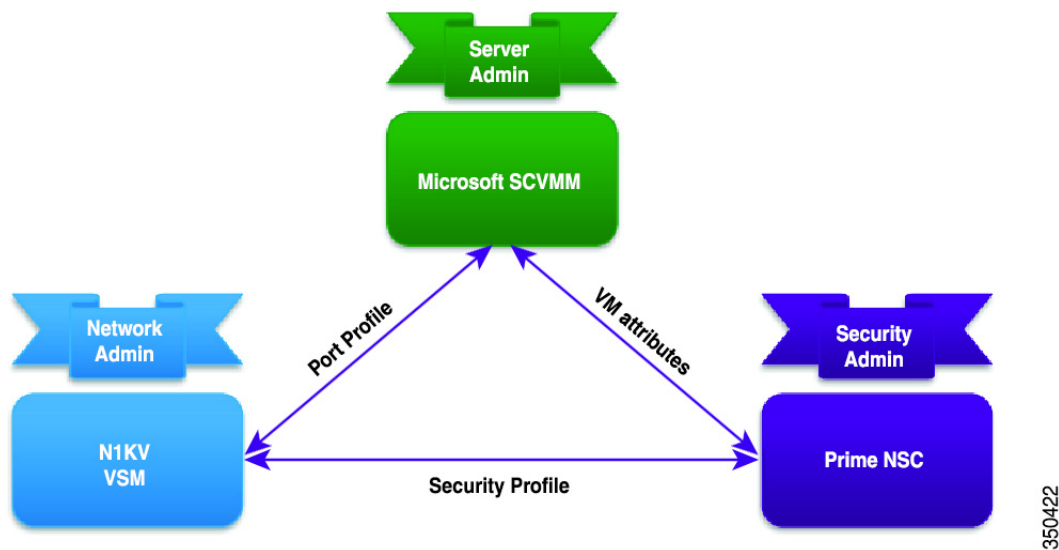 Server
Admin
Microsoft SCVMM
Port Profile
VM attributes
Network
Admin
Security
Admin
N1KV
VSM
Prime NSC
Security Profile
350422